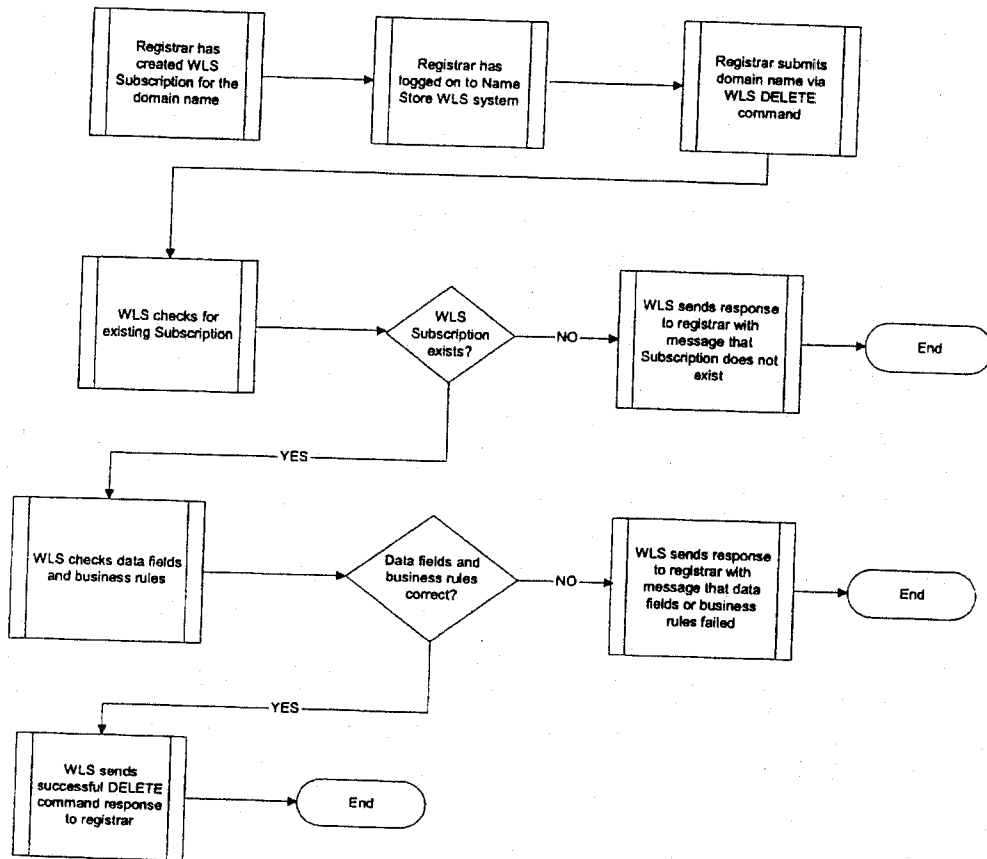 Registrar has
created WLS
Subscription for the
domain name
Registrar has
logged on to Name
Store WLS system
Registrar submits
domain name via
WLS DELETE
command
WLS checks for
existing Subscription
WLS
Subscription
exists?
NO
WLS sends response
to registrar with
message that
Subscription does not
exist
End
YES
WLS checks data fields
and business rules
Data fields and
business rules
correct?
NO
WLS sends response
to registrar with
message that data
fields or business
rules failed
End
YES
WLS sends
successful DELETE
command response
to registrar
End